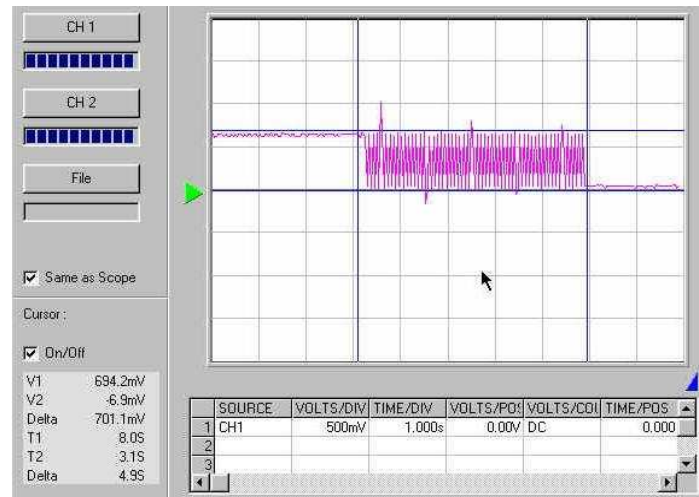 CH 1
CH 2
File
Same as Scope
Cursor :
On/Off
V1 694.2mV
V2 -6.9mV
Delta 701.1mV
T1 8.0S
T2 3.1S
Delta 4.9S
SOURCE VOLTS/DIV TIME/DIV VOLTS/POS VOLTS/COU TIME/POS
1 CH1 500mV 1.000s 0.00V DC 0.000
2
3